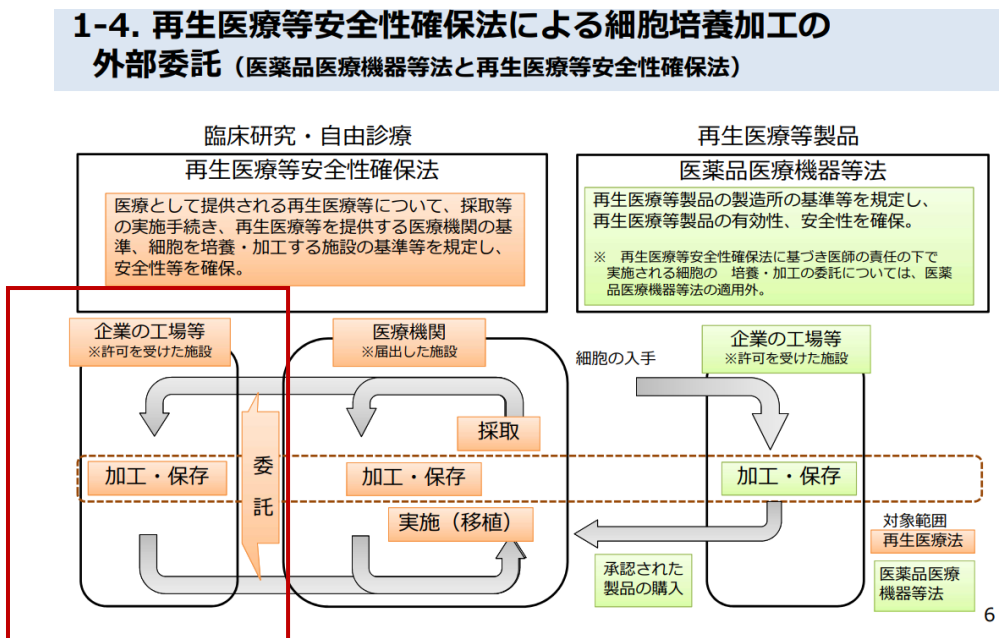 1-4. 再生医療等安全性確保法による細胞培養加工の
外部委託（医薬品医療機器等法と再生医療等安全性確保法）
臨床研究・自由診療
再生医療等安全性確保法
医療として提供される再生医療等について、採取等
の実施手続き、再生医療等を提供する医療機関の基
準、細胞を培養・加工する施設の基準等を規定し、
安全性等を確保。
再生医療等製品
医薬品医療機器等法
再生医療等製品の製造所の基準等を規定し、
再生医療等製品の有効性、安全性を確保。
※　再生医療等安全性確保法に基づき医師の責任の下で
実施される細胞の　培養・加工の委託については、医薬
品医療機器等法の適用外。
企業の工場等
※許可を受けた施設
医療機関
※届出した施設
細胞の入手
企業の工場等
※許可を受けた施設
採取
加工・保存
委託
加工・保存
加工・保存
実施（移植）
承認された
製品の購入
対象範囲
再生医療法
医薬品医療
機器等法
6